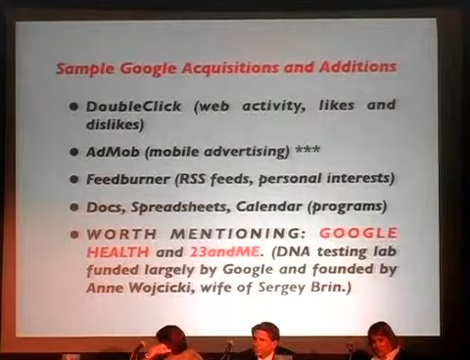 Sample Google Acquisitions and Additions
● DoubleClick (web activity, likes and
dislikes)
● AdMob (mobile advertising) ***
● Feedburner (RSS feeds, personal interests)
● Docs, Spreadsheets, Calendar (programs)
● WORTH MENTIONING: GOOGLE
HEALTH and 23andME. (DNA testing lab
funded largely by Google and founded by
Anne Wojcicki, wife of Sergey Brin.)